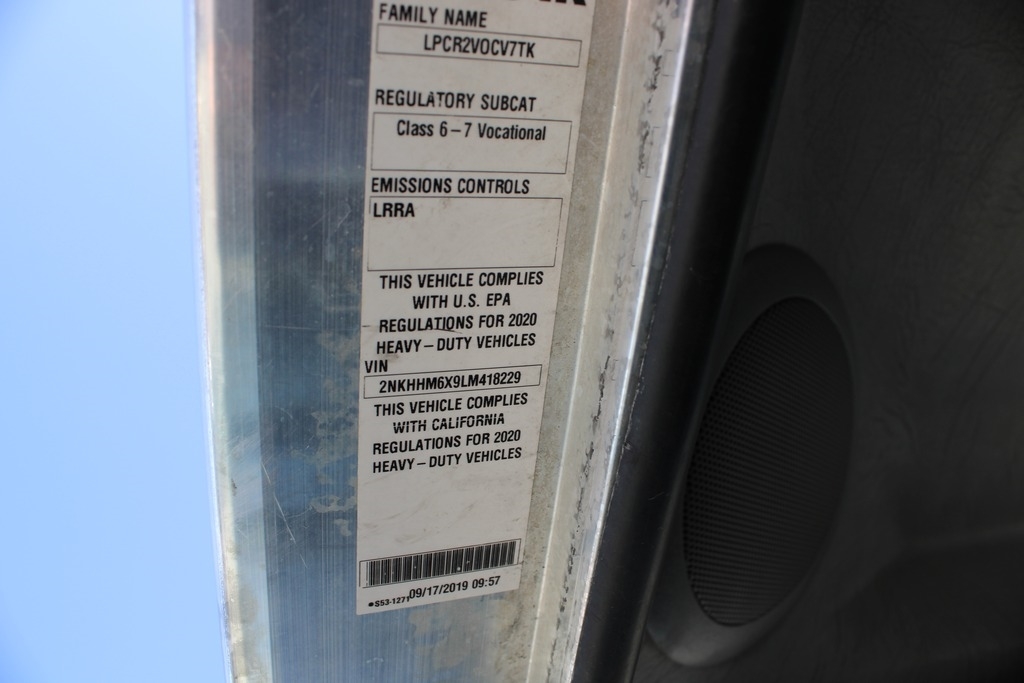 FAMILY NAME
LPCR2VOCV7TK
REGULATORY SUBCAT
Class 6-7 Vocational
EMISSIONS CONTROLS
LRRA
THIS VEHICLE COMPLIES
WITH U.S. EPA
REGULATIONS FOR 2020
HEAVY-DUTY VEHICLES
VIN
2NKHHM6X9LM418229
THIS VEHICLE COMPLIES
WITH CALIFORNIA
REGULATIONS FOR 2020
HEAVY-DUTY VEHICLES
S53-1271 09/17/2019 09:57